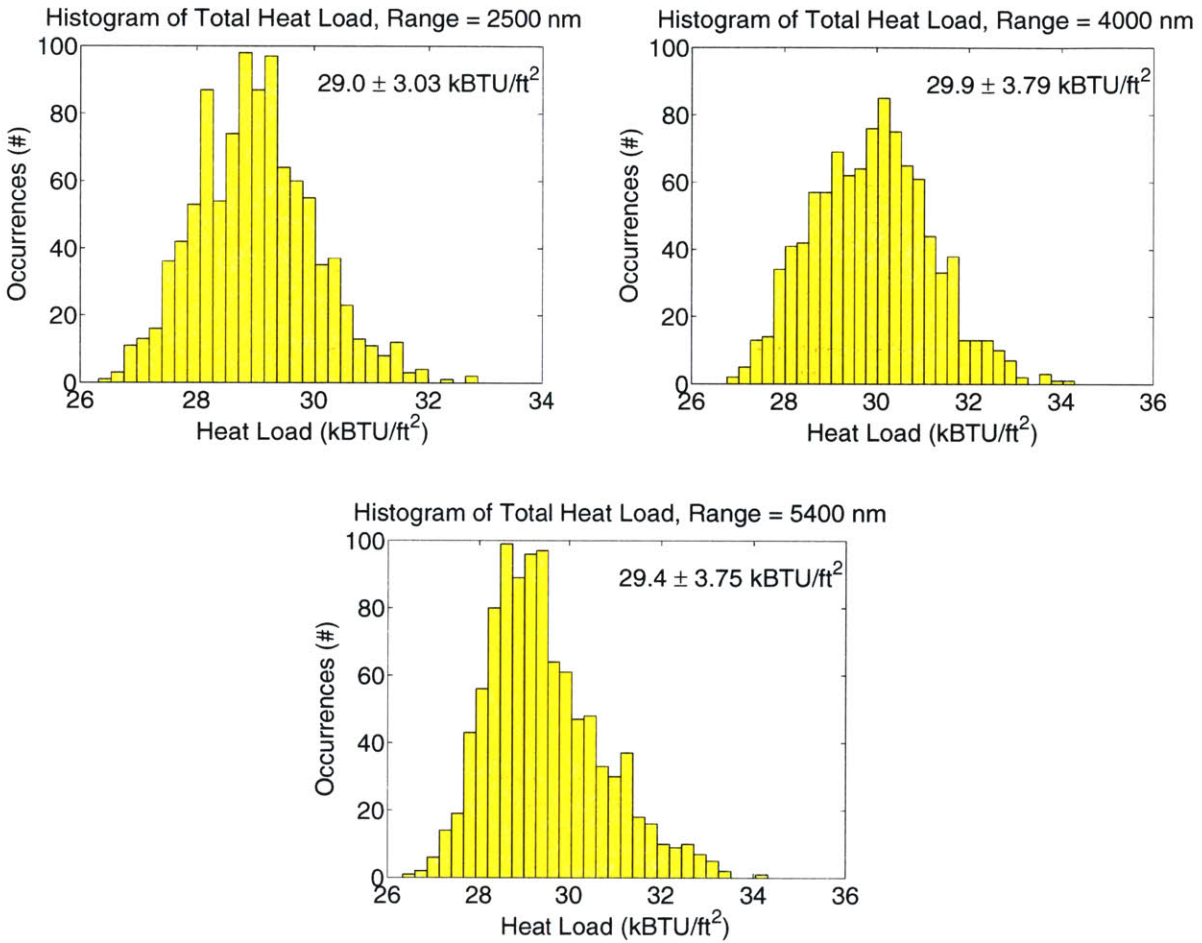 Histogram of Total Heat Load, Range = 2500 nm
29.0 ± 3.03 kBTU/ft²
Occurrences (#)
100
80
60
40
20
0
26 28 30 32 34
Heat Load (kBTU/ft²)
Histogram of Total Heat Load, Range = 4000 nm
29.9 ± 3.79 kBTU/ft²
Occurrences (#)
100
80
60
40
20
0
26 28 30 32 34 36
Heat Load (kBTU/ft²)
Histogram of Total Heat Load, Range = 5400 nm
29.4 ± 3.75 kBTU/ft²
Occurrences (#)
100
80
60
40
20
0
26 28 30 32 34 36
Heat Load (kBTU/ft²)